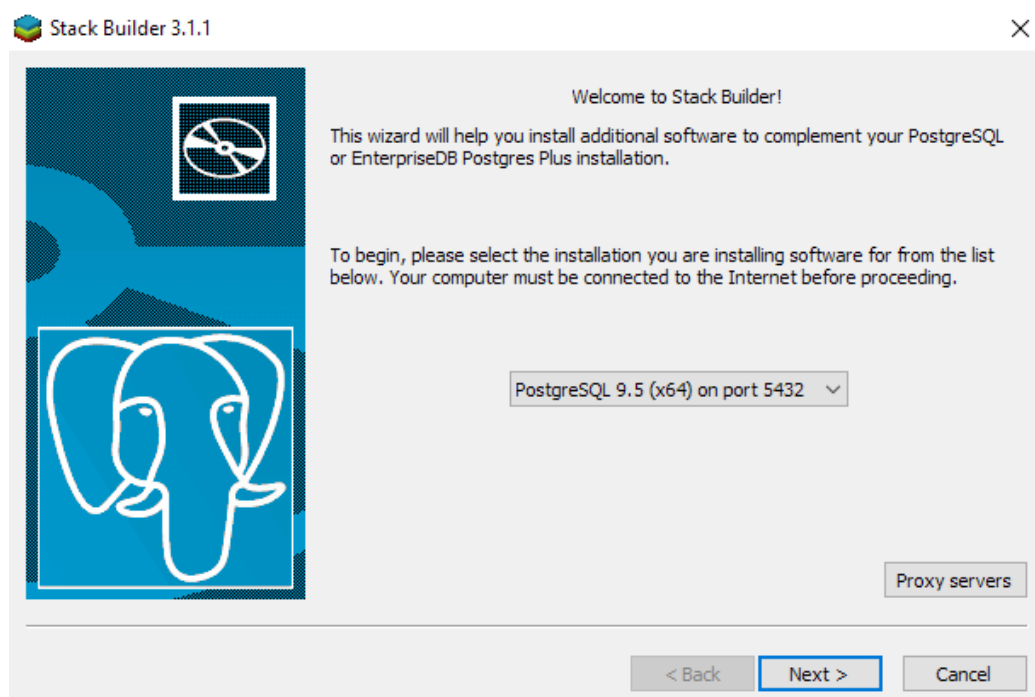 Stack Builder 3.1.1
Welcome to Stack Builder!
This wizard will help you install additional software to complement your PostgreSQL
or EnterpriseDB Postgres Plus installation.
To begin, please select the installation you are installing software for from the list
below. Your computer must be connected to the Internet before proceeding.
PostgreSQL 9.5 (x64) on port 5432
Proxy servers
< Back
Next >
Cancel